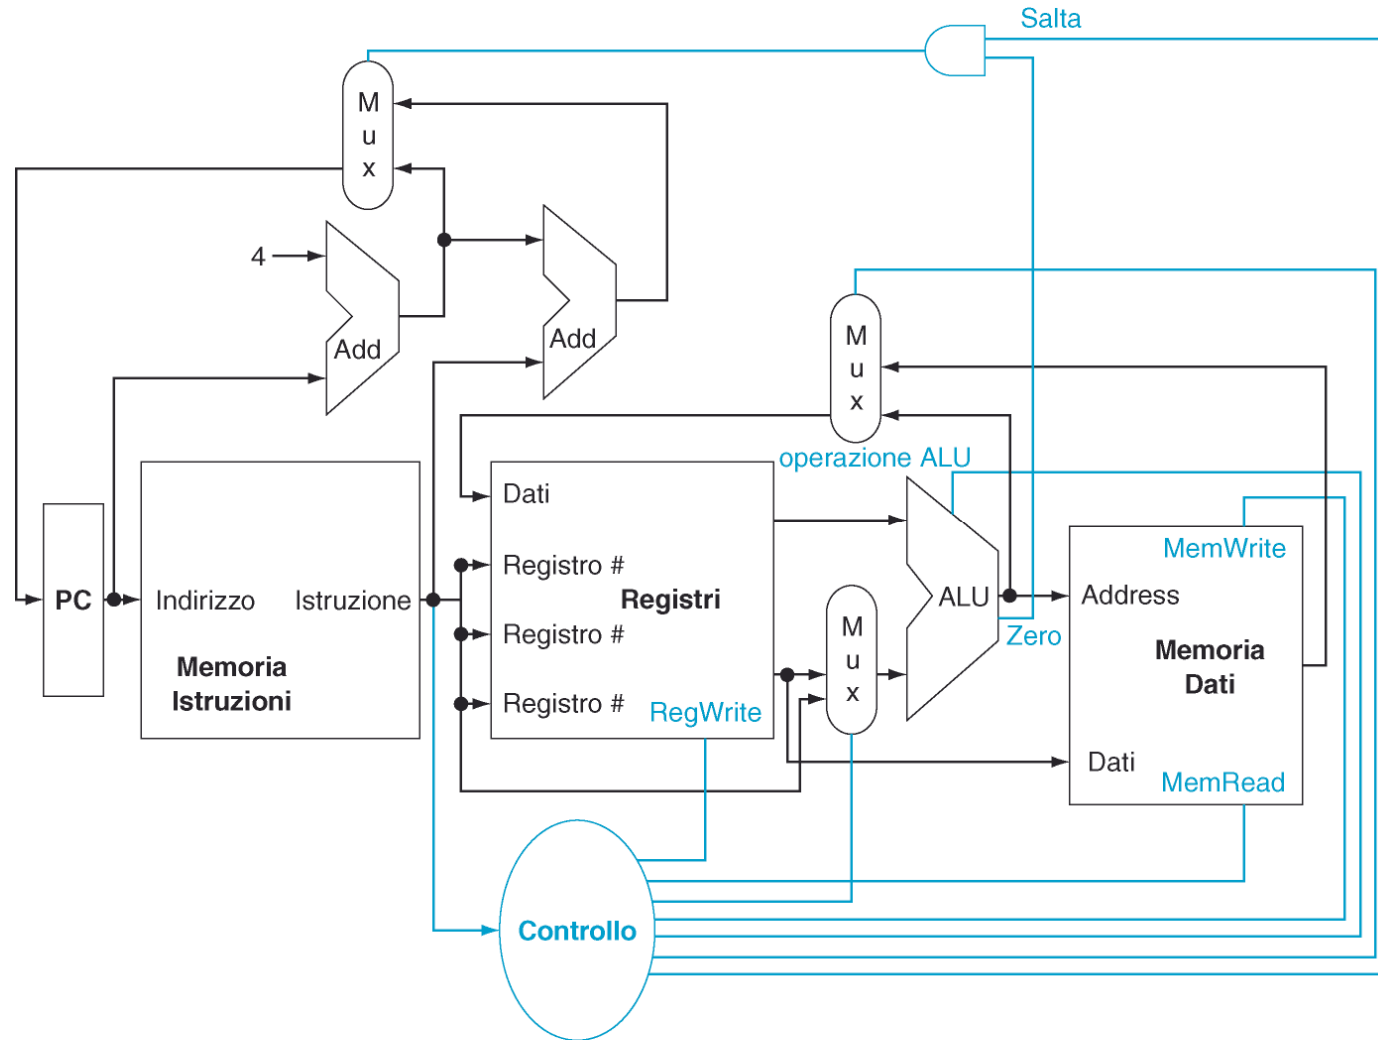 Salta
M
u
x
4
Add
Add
M
u
x
operazione ALU
Dati
MemWrite
Registro #
PC
Indirizzo
Istruzione
Registri
ALU
Address
Registro #
Zero
M
u
x
Memoria
Istruzioni
Memoria
Dati
Registro #
RegWrite
Dati
MemRead
Controllo